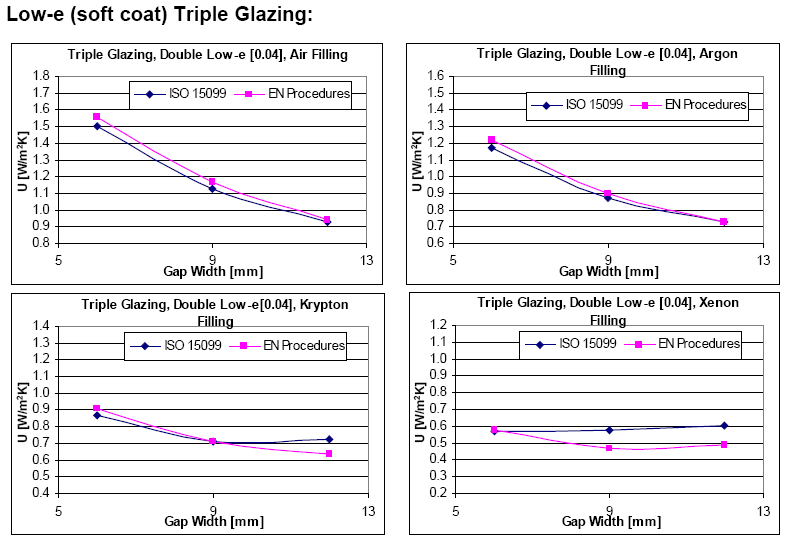 Low-e (soft coat) Triple Glazing:
Triple Glazing, Double Low-e [0.04], Air Filling
ISO 15099 EN Procedures
U [W/m²K]
1.8
1.7
1.6
1.5
1.4
1.3
1.2
1.1
1.0
0.9
0.8
5 9 13
Gap Width [mm]
Triple Glazing, Double Low-e [0.04], Argon
Filling
ISO 15099 EN Procedures
U [W/m²K]
1.6
1.5
1.4
1.3
1.2
1.1
1.0
0.9
0.8
0.7
0.6
5 9 13
Gap Width [mm]
Triple Glazing, Double Low-e[0.04], Krypton
Filling
ISO 15099 EN Procedures
U [W/m²K]
1.4
1.3
1.2
1.1
1.0
0.9
0.8
0.7
0.6
0.5
0.4
5 9 13
Gap Width [mm]
Triple Glazing, Double Low-e [0.04], Xenon
Filling
ISO 15099 EN Procedures
U [W/m²K]
1.2
1.1
1.0
0.9
0.8
0.7
0.6
0.5
0.4
0.3
0.2
5 9 13
Gap Width [mm]